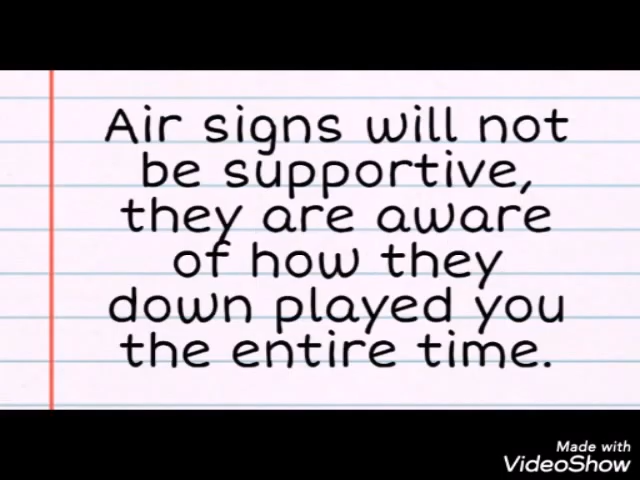 Air signs will not
be supportive,
they are aware
of how they
down played you
the entire time.
Made with
VideoShow